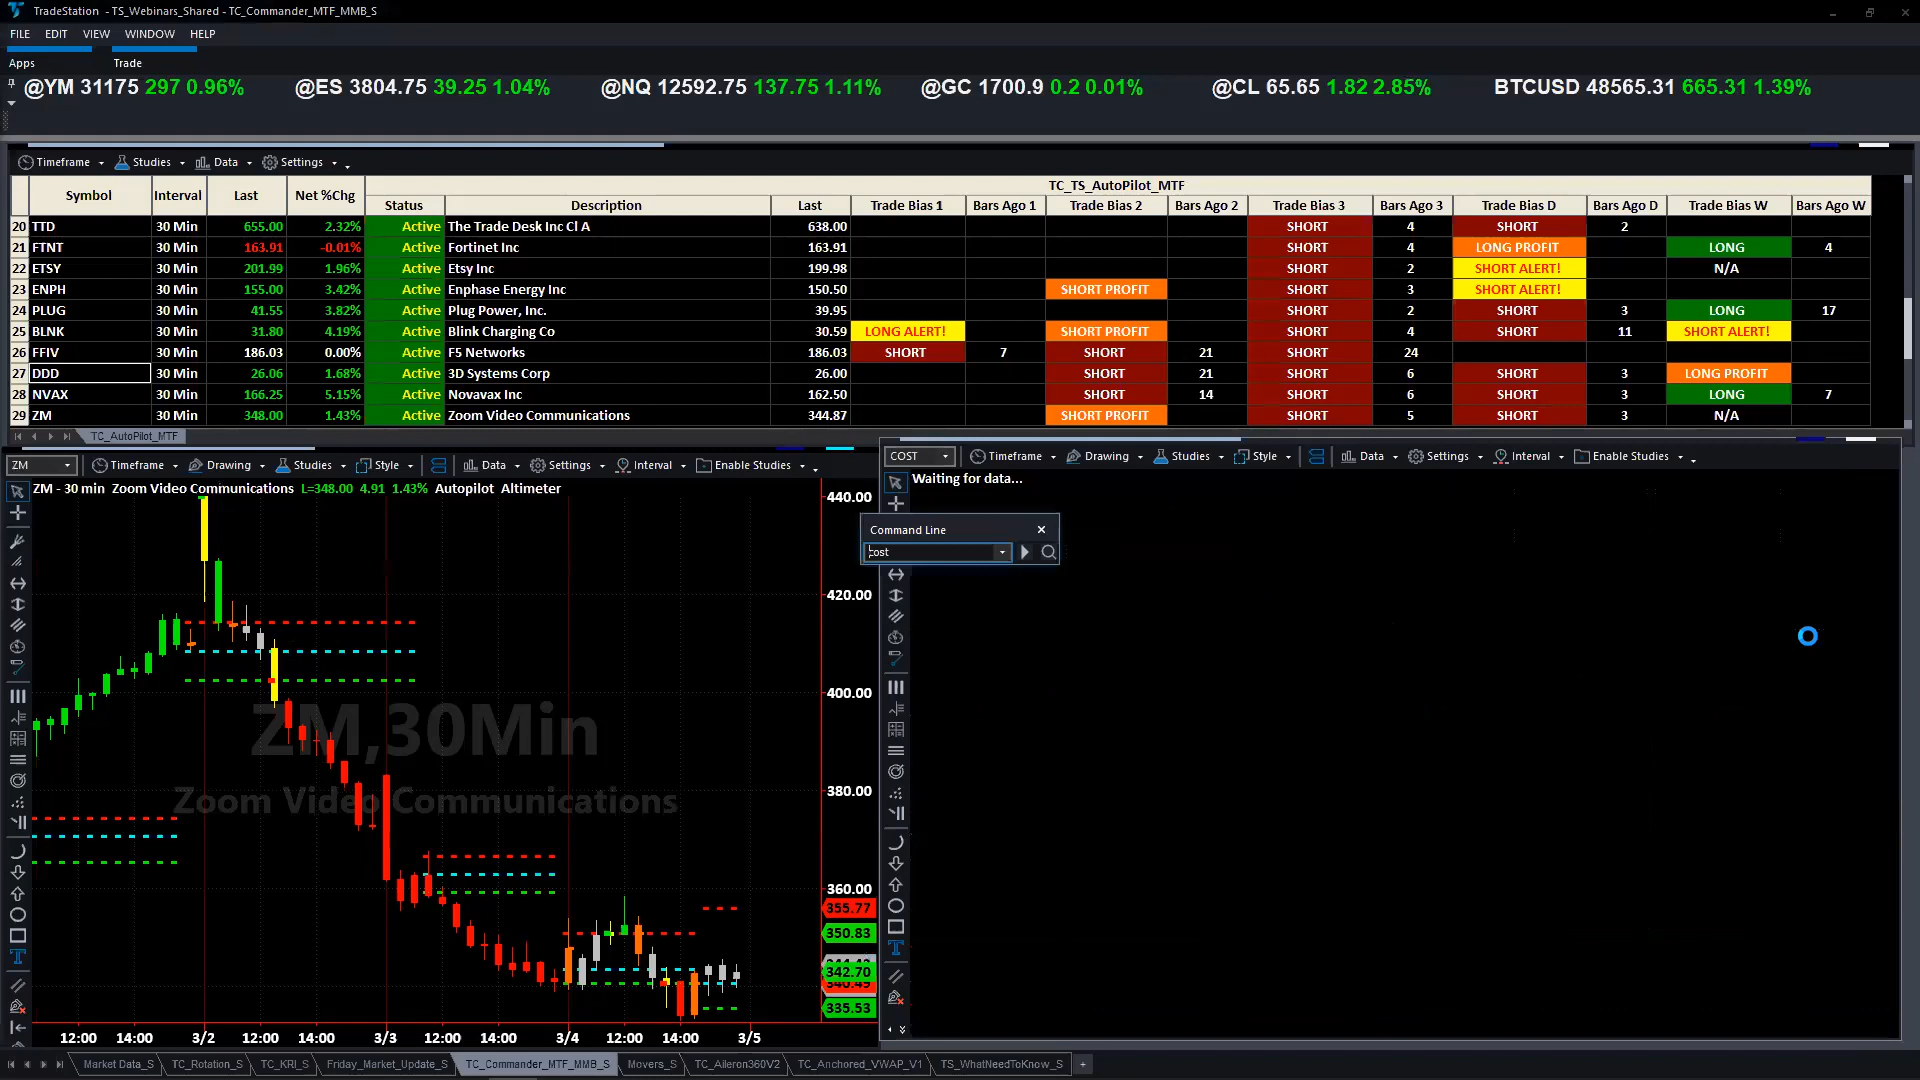 TradeStation - TS_Webinars_Shared - TC_Commander_MTF_MMB_S
FILE EDIT VIEW WINDOW HELP
Apps Trade
@YM 31175 297 0.96% @ES 3804.75 39.25 1.04% @NQ 12592.75 137.75 1.11% @GC 1700.9 0.2 0.01% @CL 65.65 1.82 2.85% BTCUSD 48565.31 665.31 1.39%
Timeframe Studies Data Settings
TC_TS_AutoPilot_MTF
Symbol Interval Last Net %Chg Status Description Last Trade Bias 1 Bars Ago 1 Trade Bias 2 Bars Ago 2 Trade Bias 3 Bars Ago 3 Trade Bias D Bars Ago D Trade Bias W Bars Ago W
20 TTD 30 Min 655.00 2.32% Active The Trade Desk Inc Cl A 638.00 SHORT 4 SHORT 2
21 FTNT 30 Min 163.91 -0.01% Active Fortinet Inc 163.91 SHORT 4 LONG PROFIT LONG 4
22 ETSY 30 Min 201.99 1.96% Active Etsy Inc 199.98 SHORT 2 SHORT ALERT! N/A
23 ENPH 30 Min 155.00 3.42% Active Enphase Energy Inc 150.50 SHORT PROFIT SHORT 3 SHORT ALERT!
24 PLUG 30 Min 41.55 3.82% Active Plug Power, Inc. 39.95 SHORT 2 SHORT 3 LONG 17
25 BLNK 30 Min 31.80 4.19% Active Blink Charging Co 30.59 LONG ALERT! SHORT PROFIT SHORT 4 SHORT 11 SHORT ALERT!
26 FFIV 30 Min 186.03 0.00% Active F5 Networks 186.03 SHORT 7 SHORT 21 SHORT 24
27 DDD 30 Min 26.06 1.68% Active 3D Systems Corp 26.00 SHORT 21 SHORT 6 SHORT 3 LONG PROFIT
28 NVAX 30 Min 166.25 5.15% Active Novavax Inc 162.50 SHORT 14 SHORT 6 SHORT 3 LONG 7
29 ZM 30 Min 348.00 1.43% Active Zoom Video Communications 344.87 SHORT PROFIT SHORT 5 SHORT 3 N/A
TC_AutoPilot_MTF
ZM Timeframe Drawing Studies Style Data Settings Interval Enable Studies
COST Timeframe Drawing Studies Style Data Settings Interval Enable Studies
ZM - 30 min Zoom Video Communications L=348.00 4.91 1.43% Autopilot Altimeter
Waiting for data...
Command Line
cost
ZM,30Min
Zoom Video Communications
440.00
420.00
400.00
380.00
360.00
355.77
350.83
342.70
335.53
12:00 14:00 3/2 12:00 14:00 3/3 12:00 14:00 3/4 12:00 14:00 3/5
Market Data_S TC_Rotation_S TC_KRI_S Friday_Market_Update_S TC_Commander_MTF_MMB_S Movers_S TC_Aileron360V2 TC_Anchored_VWAP_V1 TS_WhatNeedToKnow_S +